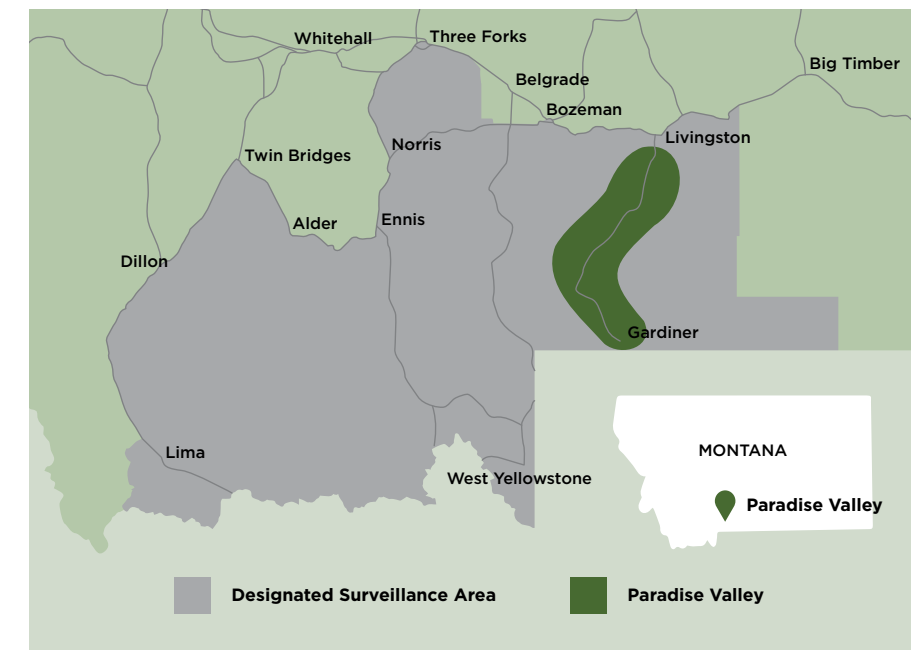 Whitehall
Three Forks
Big Timber
Belgrade
Bozeman
Livingston
Norris
Twin Bridges
Ennis
Alder
Dillon
Gardiner
Lima
West Yellowstone
MONTANA
Paradise Valley
Designated Surveillance Area
Paradise Valley